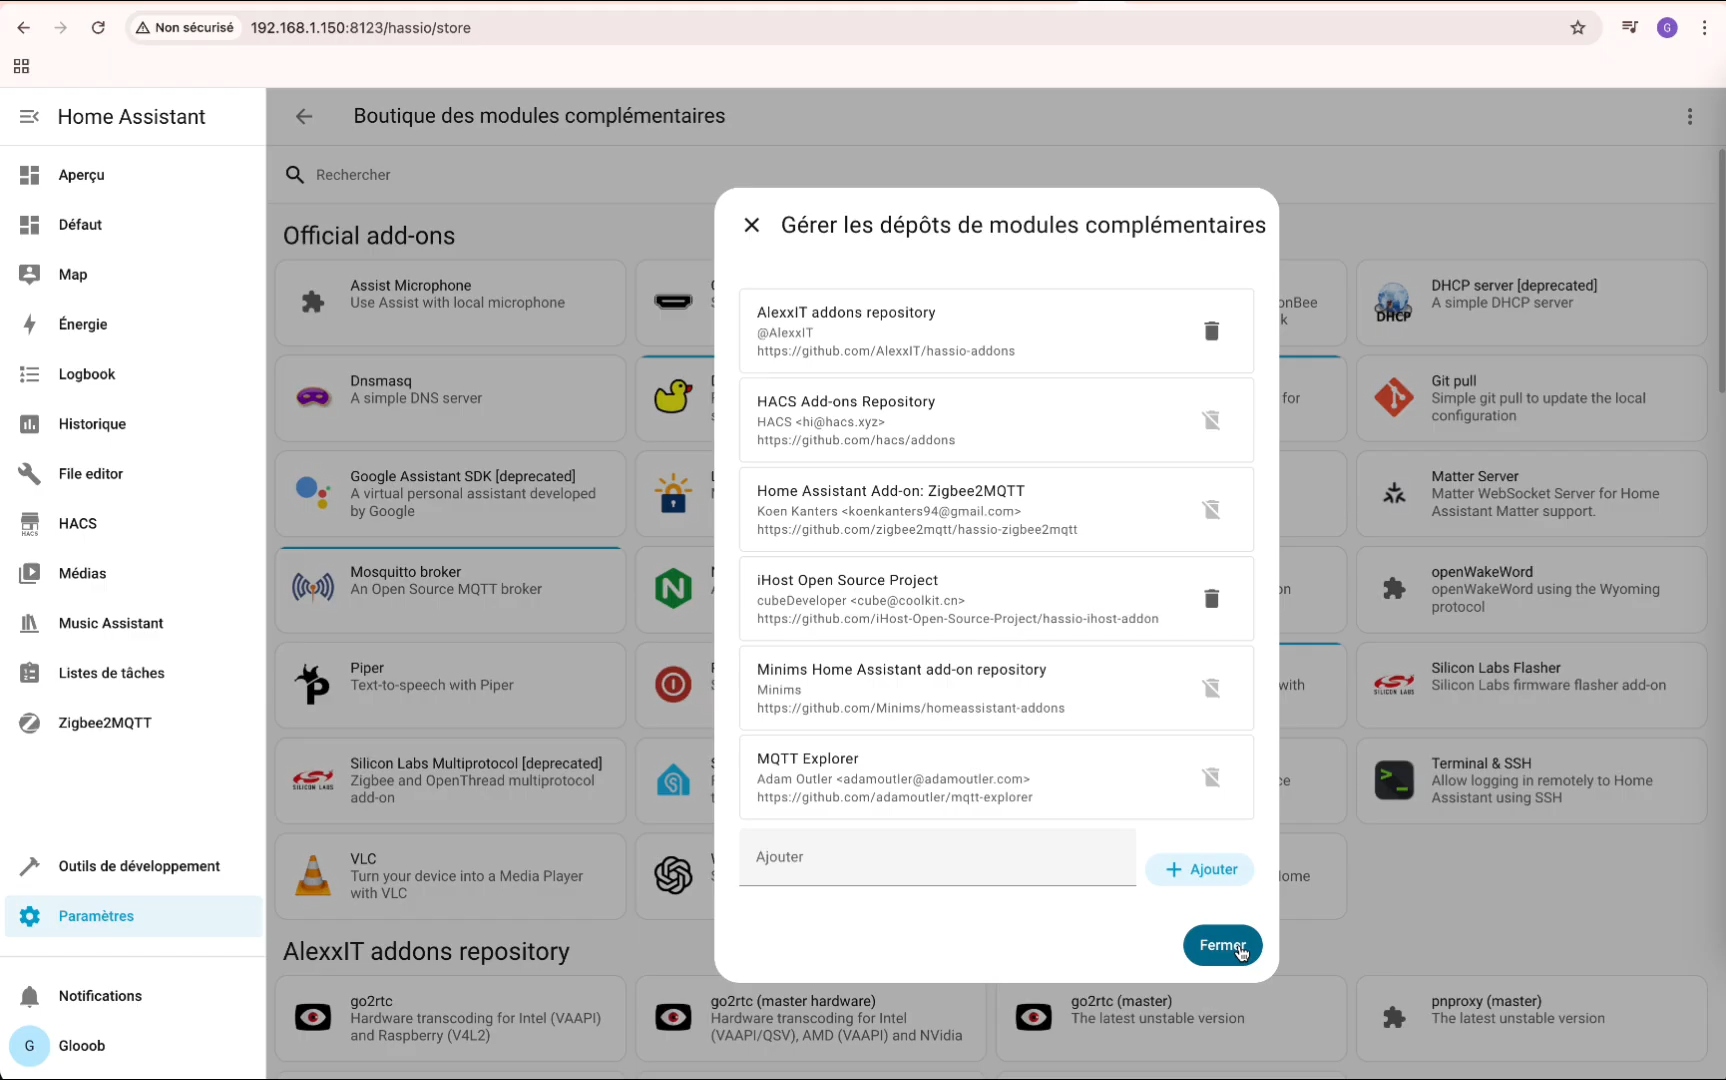 Non sécurisé
192.168.1.150:8123/hassio/store
G
Home Assistant
Aperçu
Défaut
Map
Énergie
Logbook
Historique
File editor
HACS
HACS
Médias
Music Assistant
Listes de tâches
Zigbee2MQTT
Outils de développement
Paramètres
Notifications
G
Glooob
Boutique des modules complémentaires
Rechercher
Official add-ons
Assist Microphone
Use Assist with local microphone
DHCP
DHCP server [deprecated]
A simple DHCP server
Dnsmasq
A simple DNS server
for
Git pull
Simple git pull to update the local
configuration
Google Assistant SDK [deprecated]
A virtual personal assistant developed
by Google
Matter Server
Matter WebSocket Server for Home
Assistant Matter support.
Mosquitto broker
An Open Source MQTT broker
openWakeWord
openWakeWord using the Wyoming
protocol
Piper
Text-to-speech with Piper
with
SILICON LABS
Silicon Labs Flasher
Silicon Labs firmware flasher add-on
SILICON LABS
Silicon Labs Multiprotocol [deprecated]
Zigbee and OpenThread multiprotocol
add-on
Terminal & SSH
Allow logging in remotely to Home
Assistant using SSH
VLC
Turn your device into a Media Player
with VLC
Gérer les dépôts de modules complémentaires
AlexxIT addons repository
@AlexxIT
https://github.com/AlexxIT/hassio-addons
HACS Add-ons Repository
HACS <hi@hacs.xyz>
https://github.com/hacs/addons
Home Assistant Add-on: Zigbee2MQTT
Koen Kanters <koenkanters94@gmail.com>
https://github.com/zigbee2mqtt/hassio-zigbee2mqtt
iHost Open Source Project
cubeDeveloper <cube@coolkit.cn>
https://github.com/iHost-Open-Source-Project/hassio-ihost-addon
Minims Home Assistant add-on repository
Minims
https://github.com/Minims/homeassistant-addons
MQTT Explorer
Adam Outler <adamoutler@adamoutler.com>
https://github.com/adamoutler/mqtt-explorer
Ajouter
Ajouter
Fermer
AlexxIT addons repository
go2rtc
Hardware transcoding for Intel (VAAPI)
and Raspberry (V4L2)
go2rtc (master hardware)
Hardware transcoding for Intel
(VAAPI/QSV), AMD (VAAPI) and NVidia
go2rtc (master)
The latest unstable version
pnproxy (master)
The latest unstable version